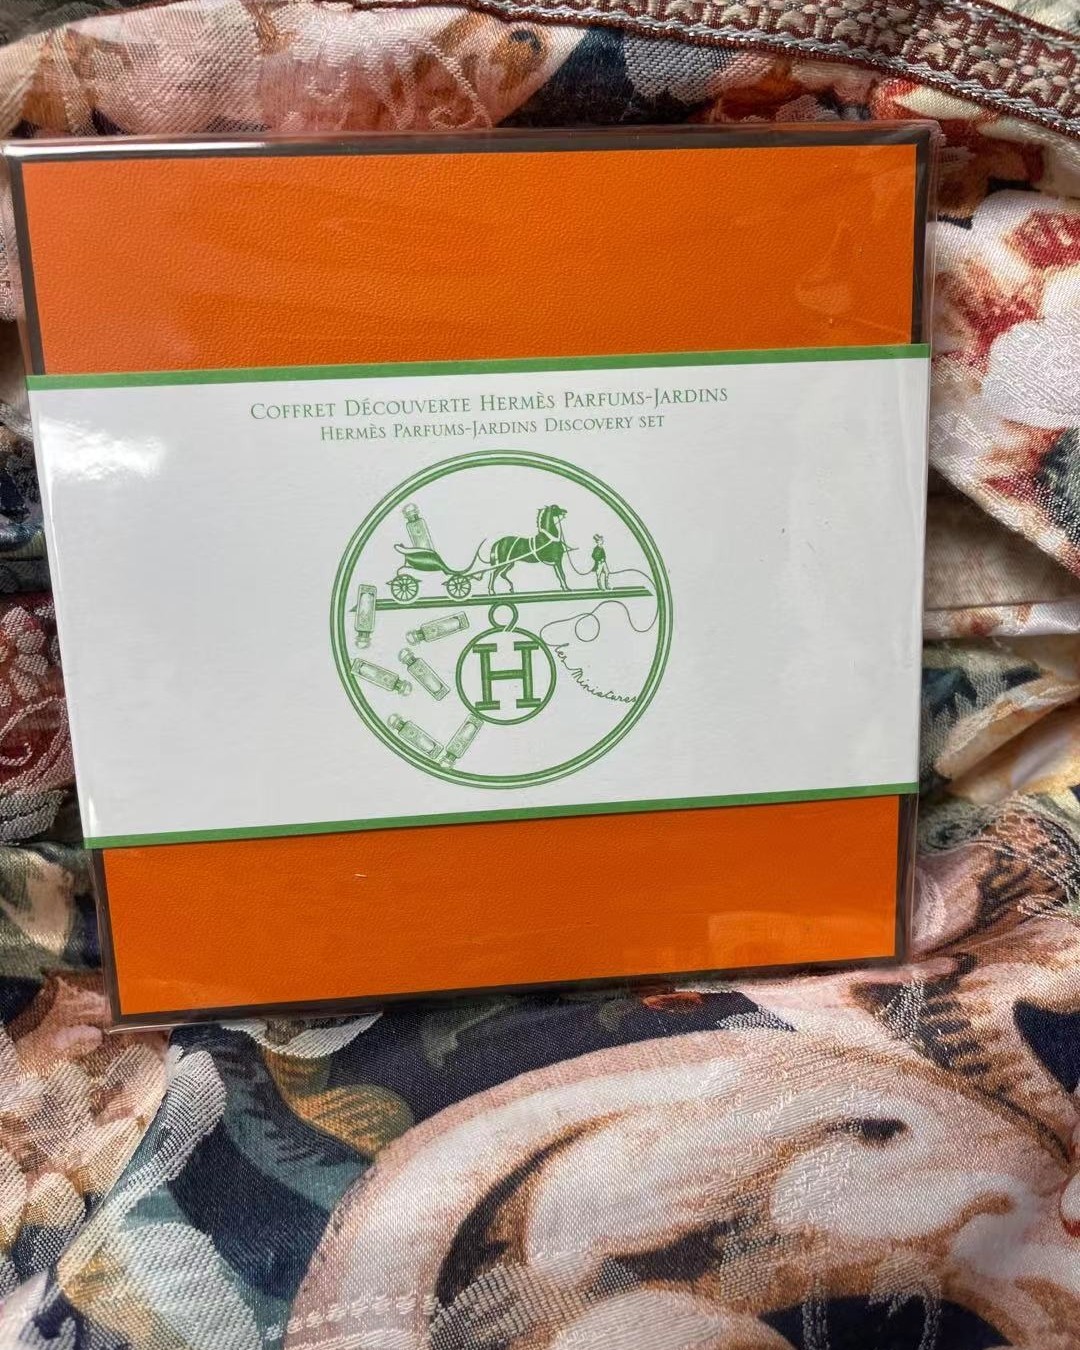 COFFRET DÉCOUVERTE HERMÈS PARFUMS-JARDINS
HERMÈS PARFUMS-JARDINS DISCOVERY SET
H
les Miniatures